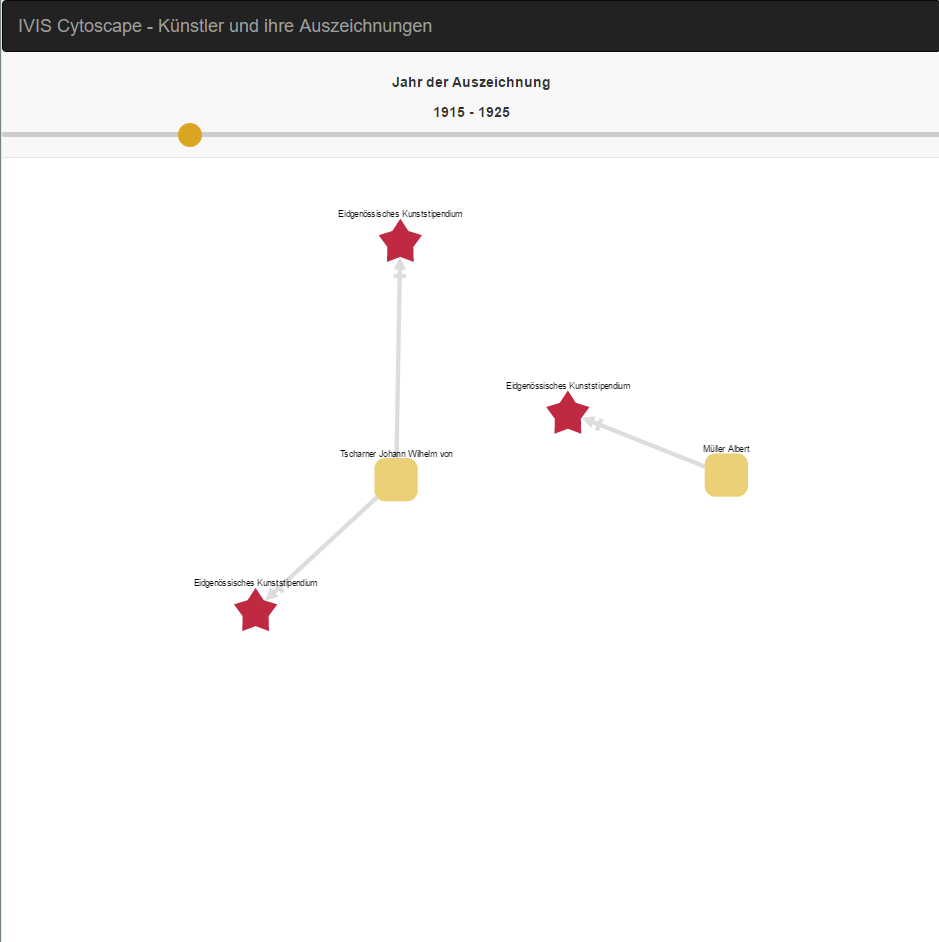 IVIS Cytoscape - Künstler und ihre Auszeichnungen
Jahr der Auszeichnung
1915 - 1925
Eidgenössisches Kunststipendium
Eidgenössisches Kunststipendium
Müller Albert
Tscharner Johann Wilhelm von
Eidgenössisches Kunststipendium